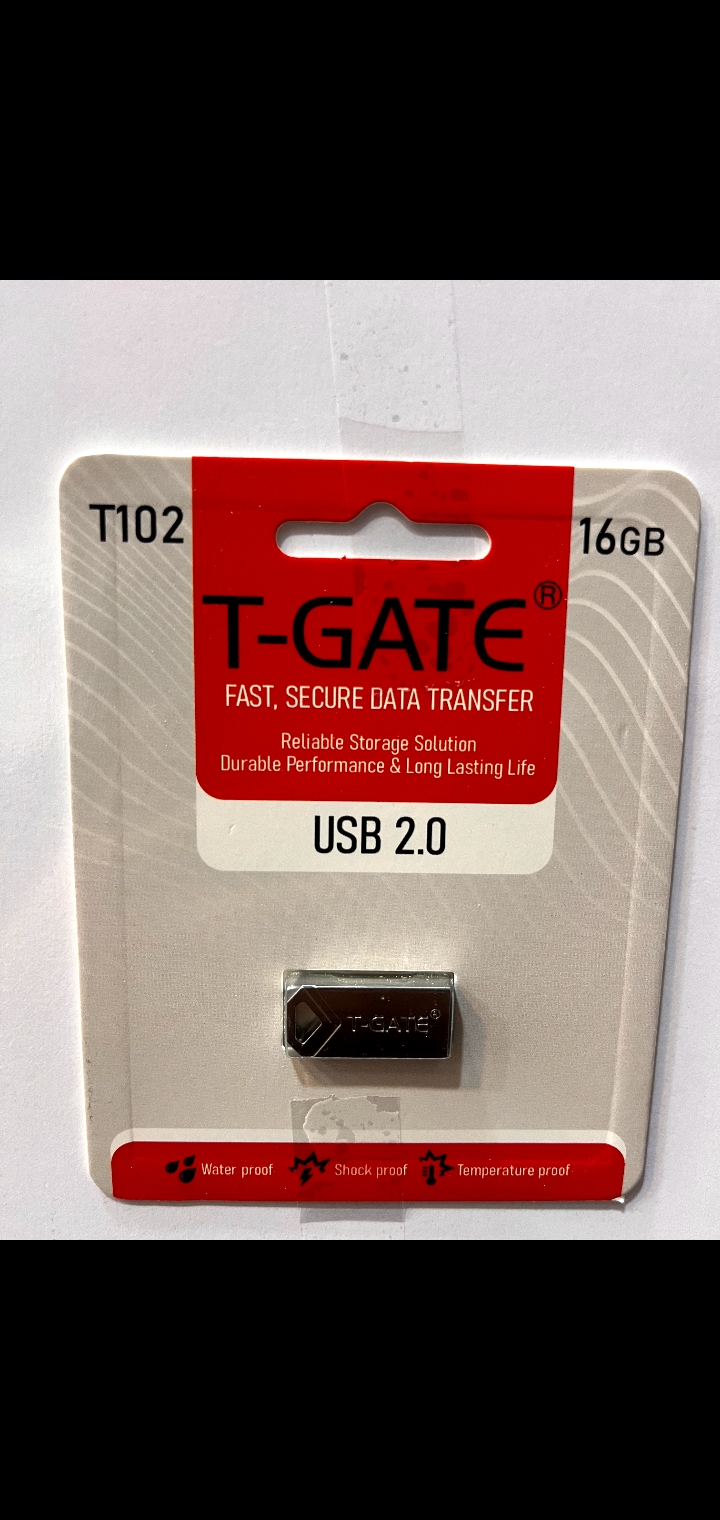 T102
16GB
T-GATE®
FAST, SECURE DATA TRANSFER
Reliable Storage Solution
Durable Performance & Long Lasting Life
USB 2.0
T-GATE®
Water proof Shock proof Temperature proof